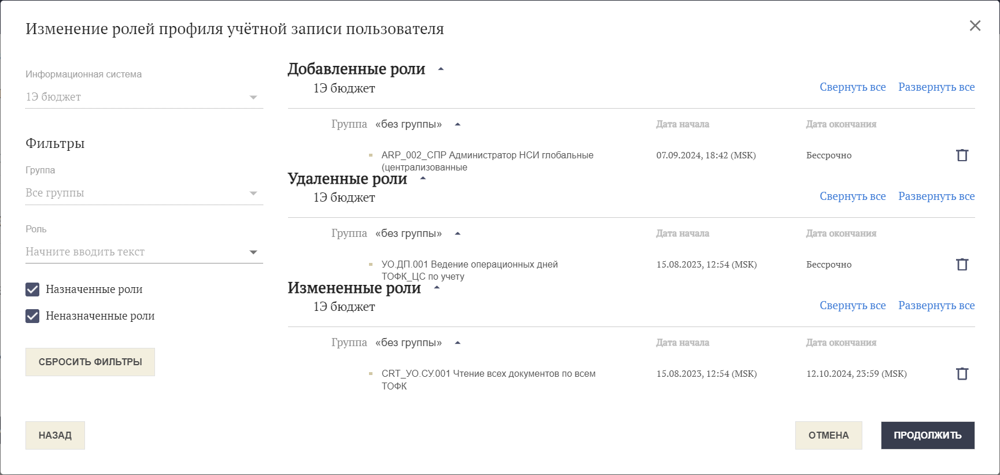 Изменение ролей профиля учётной записи пользователя
Информационная система
1Э бюджет
Фильтры
Группа
Все группы
Роль
Начните вводить текст
Назначенные роли
Неназначенные роли
СБРОСИТЬ ФИЛЬТРЫ
Добавленные роли
1Э бюджет
Свернуть все Развернуть все
Группа «без группы» Дата начала Дата окончания
ARP_002_СПР Администратор НСИ глобальные 07.09.2024, 18:42 (MSK) Бессрочно
(централизованные
Удаленные роли
1Э бюджет
Свернуть все Развернуть все
Группа «без группы» Дата начала Дата окончания
УО.ДП.001 Ведение операционных дней 15.08.2023, 12:54 (MSK) Бессрочно
ТОФК_ЦС по учету
Измененные роли
1Э бюджет
Свернуть все Развернуть все
Группа «без группы» Дата начала Дата окончания
CRT_УО.СУ.001 Чтение всех документов по всем 15.08.2023, 12:54 (MSK) 12.10.2024, 23:59 (MSK)
ТОФК
НАЗАД ОТМЕНА ПРОДОЛЖИТЬ